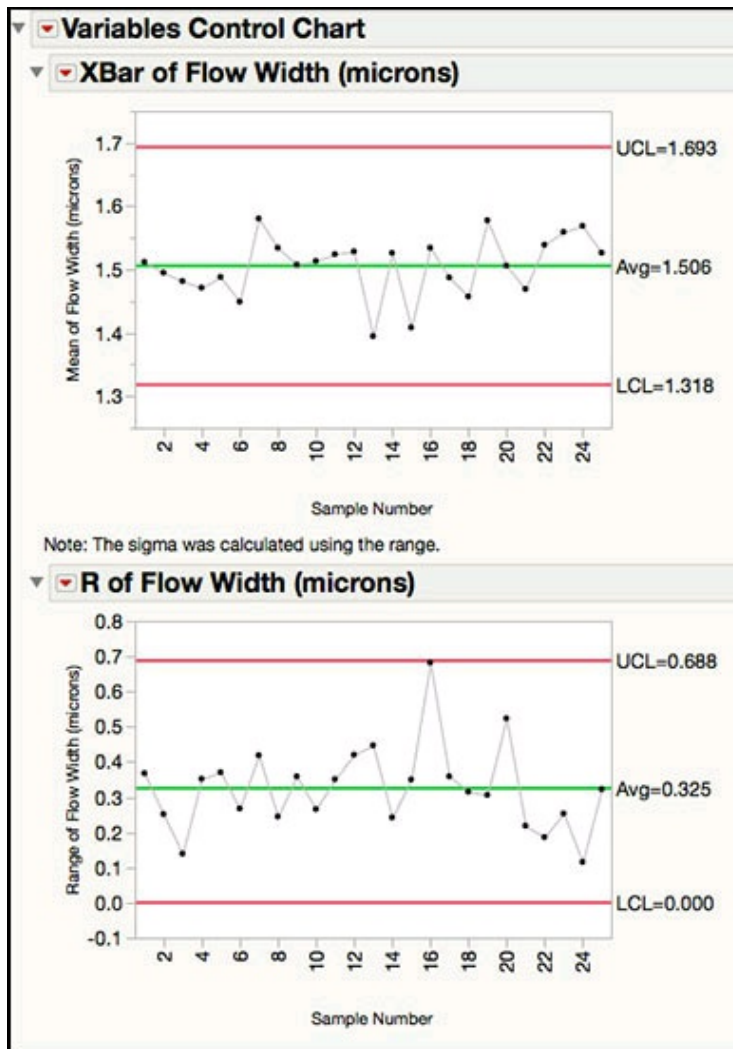 Variables Control Chart
XBar of Flow Width (microns)
Mean of Flow Width (microns)
1.7
1.6
1.5
1.4
1.3
UCL=1.693
Avg=1.506
LCL=1.318
2 4 6 8 10 12 14 16 18 20 22 24
Sample Number
Note: The sigma was calculated using the range.
R of Flow Width (microns)
Range of Flow Width (microns)
0.8
0.7
0.6
0.5
0.4
0.3
0.2
0.1
0.0
-0.1
UCL=0.688
Avg=0.325
LCL=0.000
2 4 6 8 10 12 14 16 18 20 22 24
Sample Number